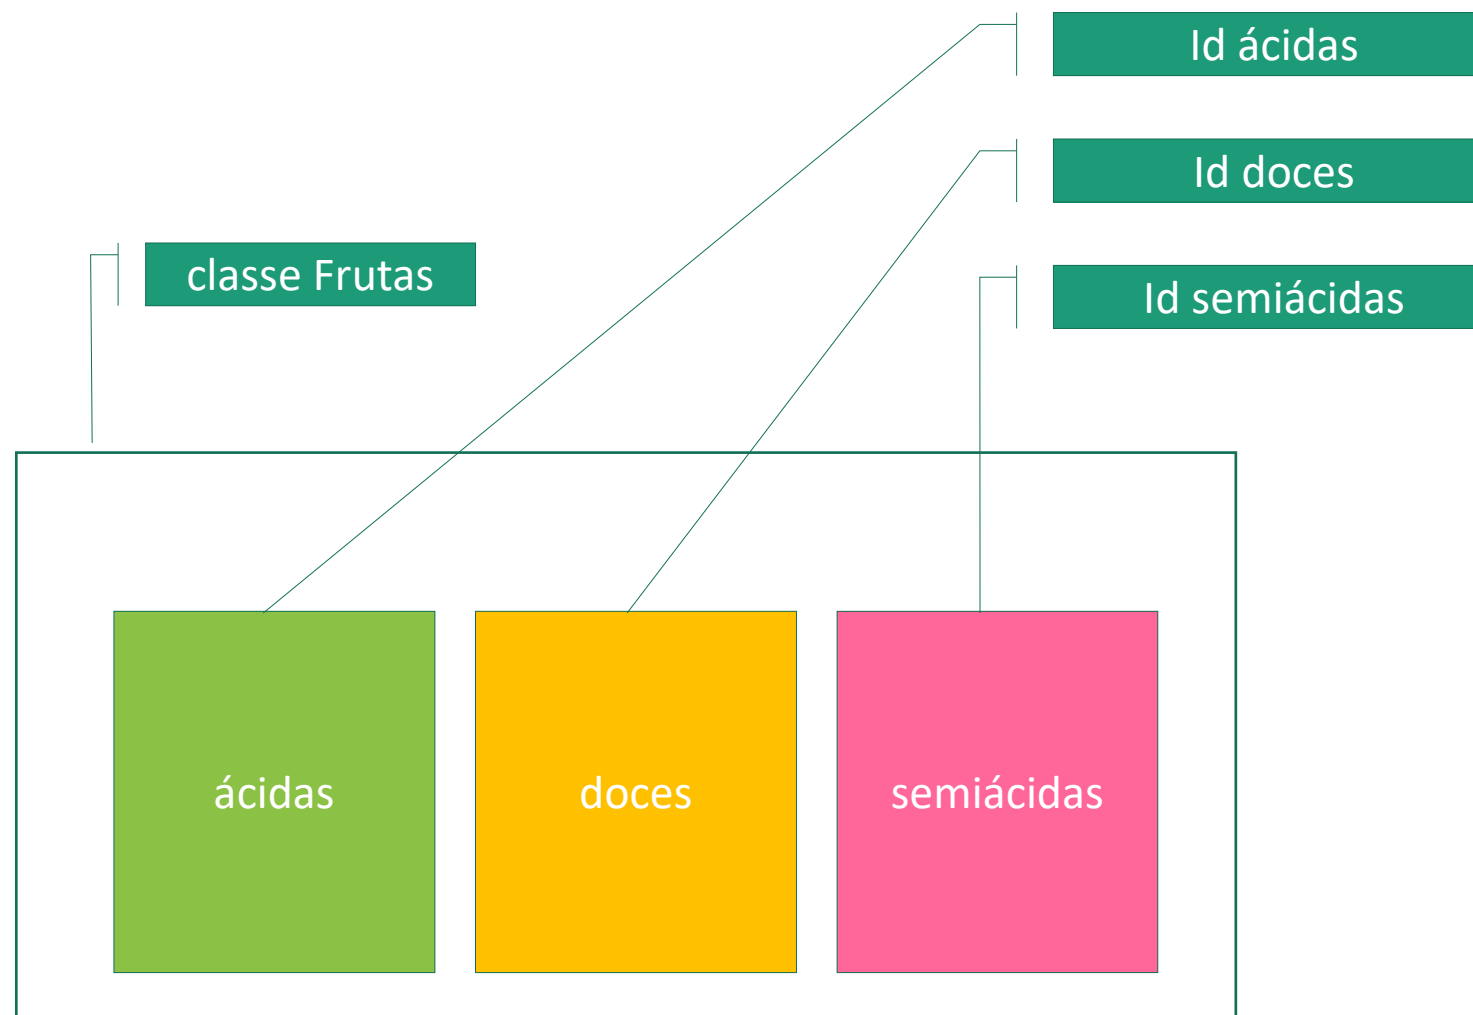 Id ácidas
Id doces
classe Frutas
Id semiácidas
ácidas
doces
semiácidas